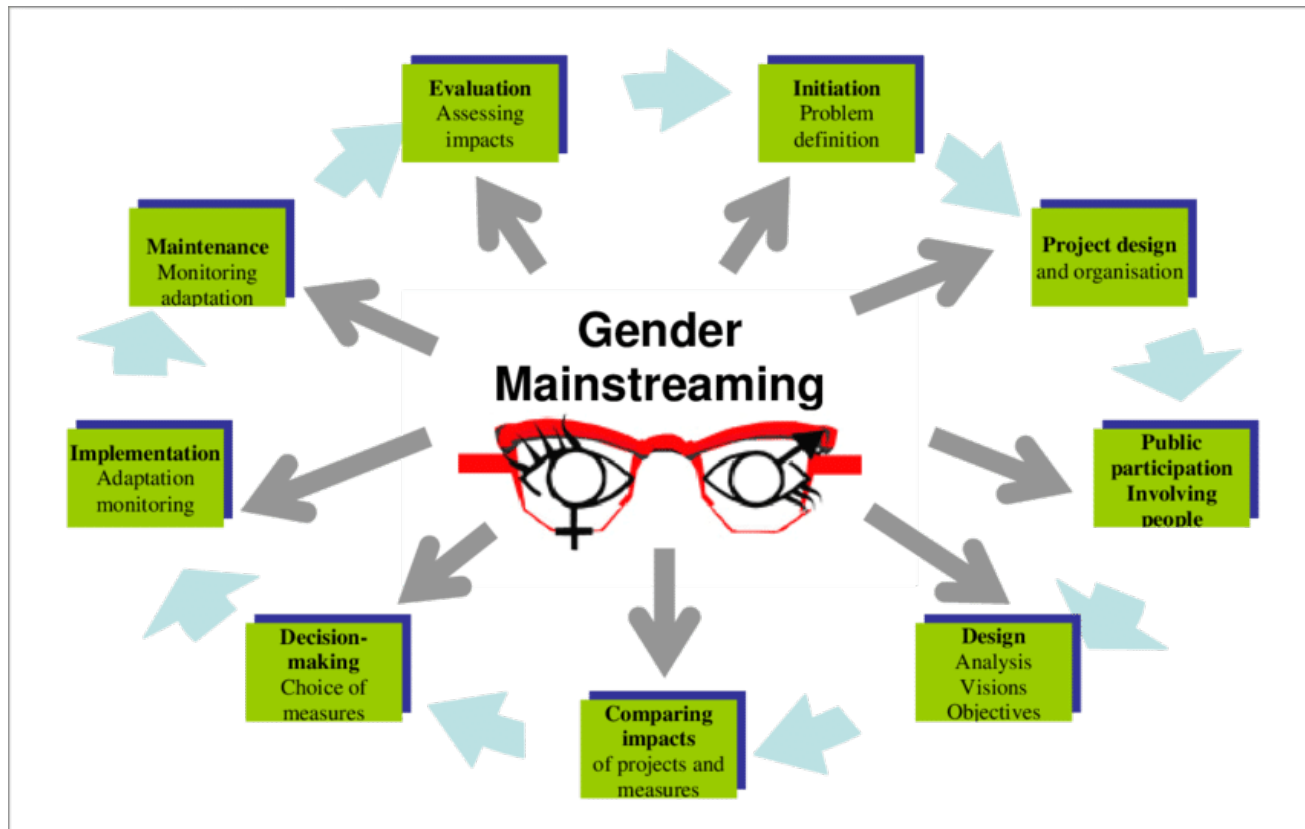 Evaluation
Assessing
impacts
Initiation
Problem
definition
Maintenance
Monitoring
adaptation
Project design
and organisation
Gender
Mainstreaming
Implementation
Adaptation
monitoring
Public
participation
Involving
people
Decision-
making
Choice of
measures
Design
Analysis
Visions
Objectives
Comparing
impacts
of projects and
measures